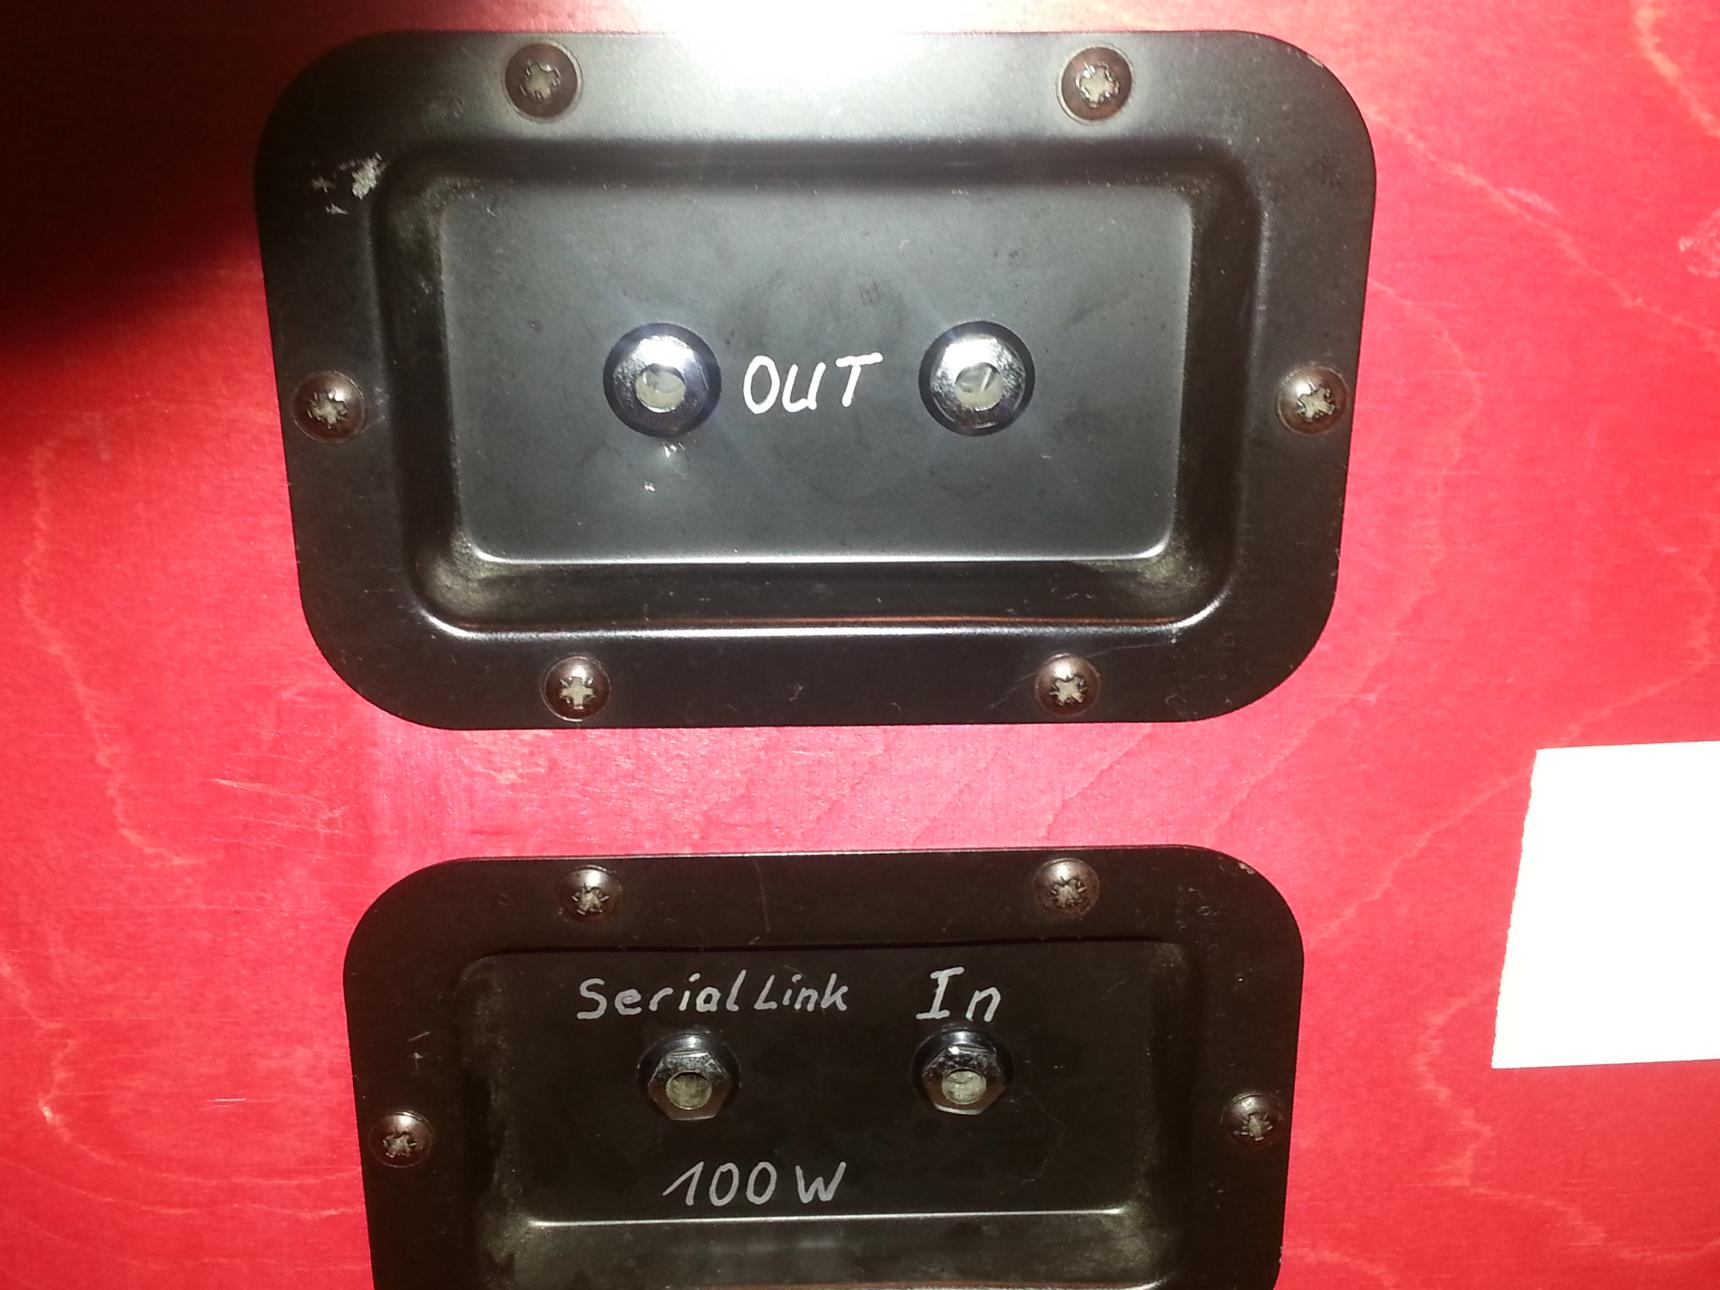 OUT
Serial Link In
100 W